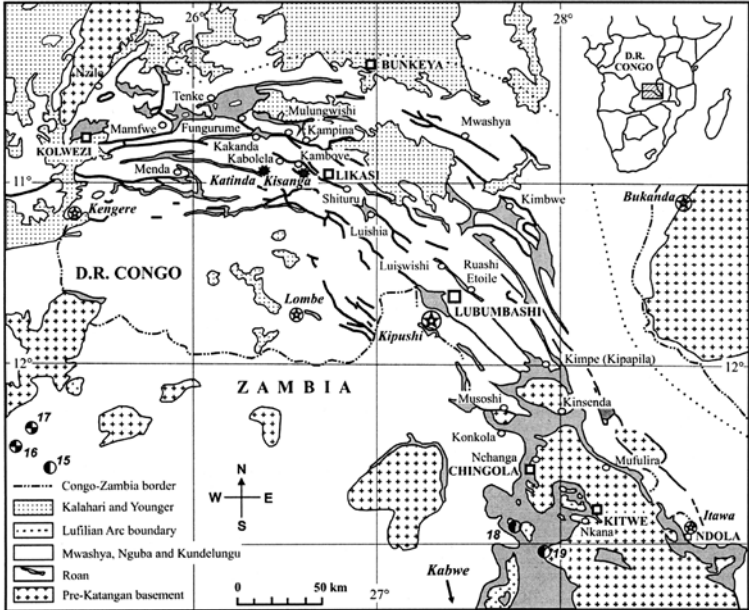 26°
28°
BUNKEYA
D.R.
CONGO
Nzilo
Tenke
Mulungwishi
Mwashya
Mamfwe
Fungurume
Kampina
KOLWEZI
Kakanda
Kabolela
Kambove
11°
Menda
Katinda
Kisanga
LIKASI
11°
Shituru
Kimbwe
Bukanda
Kengere
Luishia
D.R. CONGO
Luiswishi
Ruashi
Etoile
Lombe
LUBUMBASHI
Kipushi
12°
Kimpe (Kipapila)
12°
ZAMBIA
Musoshi
Kinsenda
17
Konkola
16
15
Nchanga
CHINGOLA
Mufulira
Congo-Zambia border
N
W
E
S
Kalahari and Younger
Itawa
KITWE
Lufilian Arc boundary
18
Nkana
NDOLA
Mwashya, Nguba and Kundelungu
19
Roan
0
50 km
27°
Kabwe
28°
Pre-Katangan basement